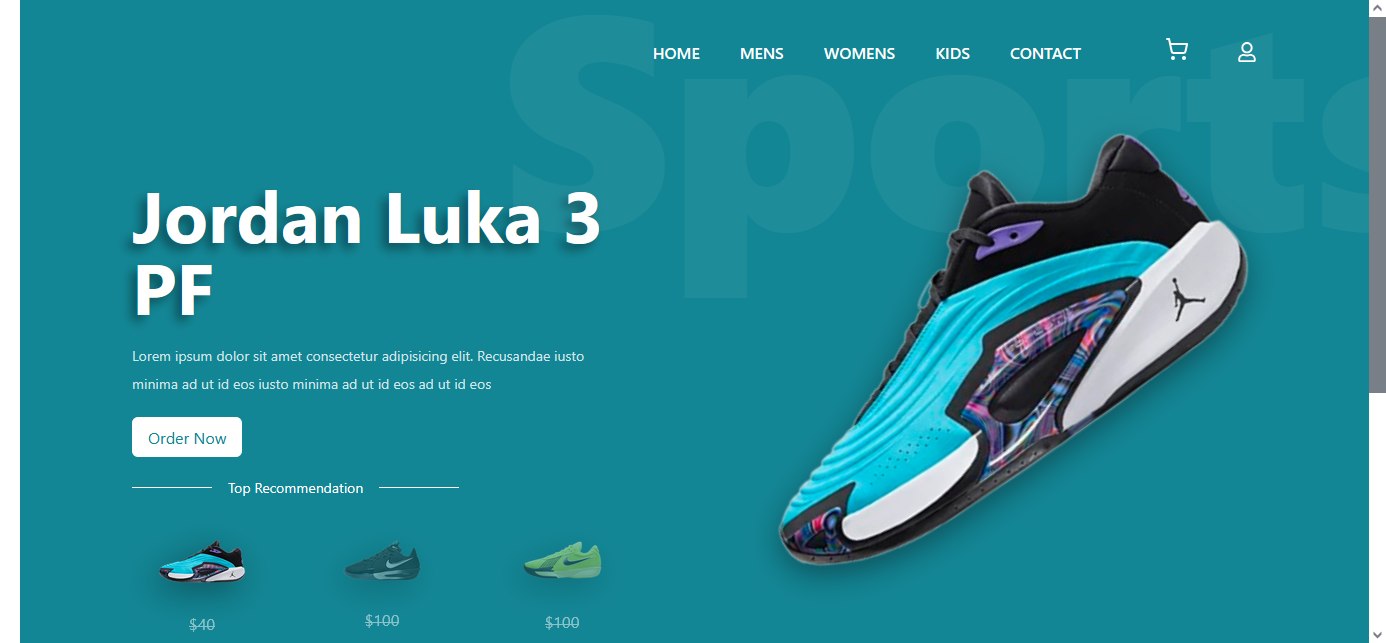 Sports
HOME MENS WOMENS KIDS CONTACT
Jordan Luka 3
PF
Lorem ipsum dolor sit amet consectetur adipisicing elit. Recusandae iusto
minima ad ut id eos iusto minima ad ut id eos ad ut id eos
Order Now
Top Recommendation
$40 $100 $100